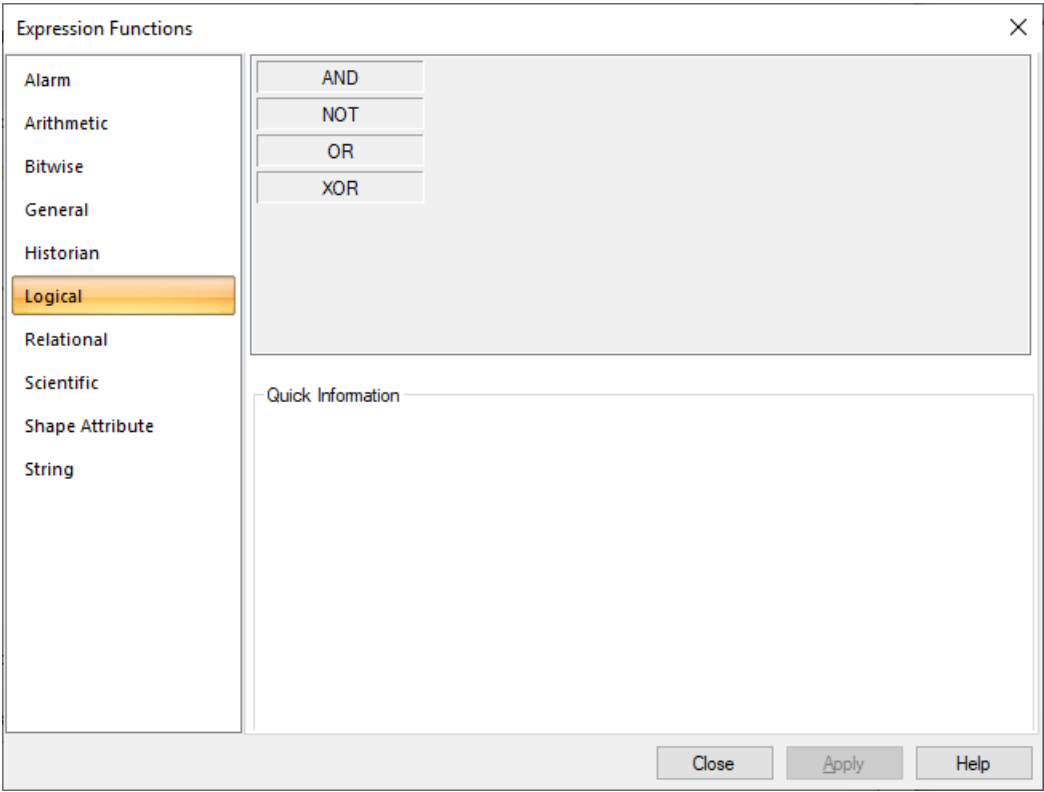 Expression Functions
Alarm
Arithmetic
Bitwise
General
Historian
Logical
Relational
Scientific
Shape Attribute
String
AND
NOT
OR
XOR
Quick Information
Close
Apply
Help